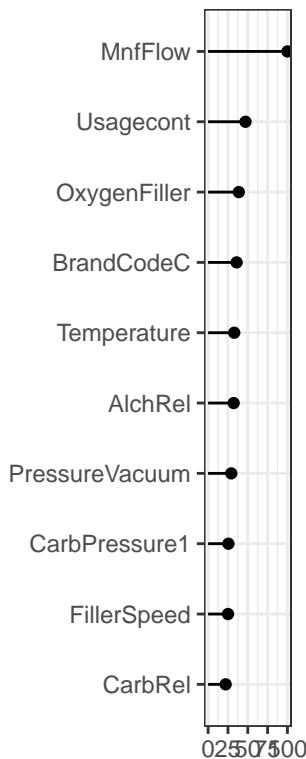 MnfFlow
Usagecont
OxygenFiller
BrandCodeC
Temperature
AlchRel
PressureVacuum
CarbPressure1
FillerSpeed
CarbRel
0 25 50 75 100